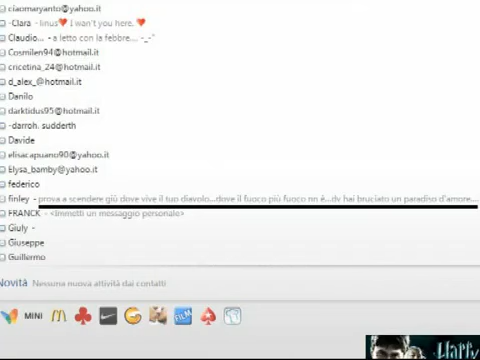 ciaomaryanto@yahoo.it
-Clara - linus❤ I wan't you here. ❤
Claudio... - a letto con la febbre.... -_-"
Cosmilen94@hotmail.it
cricetina_24@hotmail.it
d_alex_@hotmail.it
Danilo
darktidus95@hotmail.it
-darroh. sudderth
Davide
elisacapuano90@yahoo.it
Elysa_bamby@yahoo.it
federico
finley - prova a scendere giù dove vive il tuo diavolo...dove il fuoco più fuoco nn è...dv hai bruciato un paradiso d'amore....
FRANCK - <Immetti un messaggio personale>
Giuly -
Giuseppe
Guillermo
Novità Nessuna nuova attività dai contatti
MINI FILM
Harry